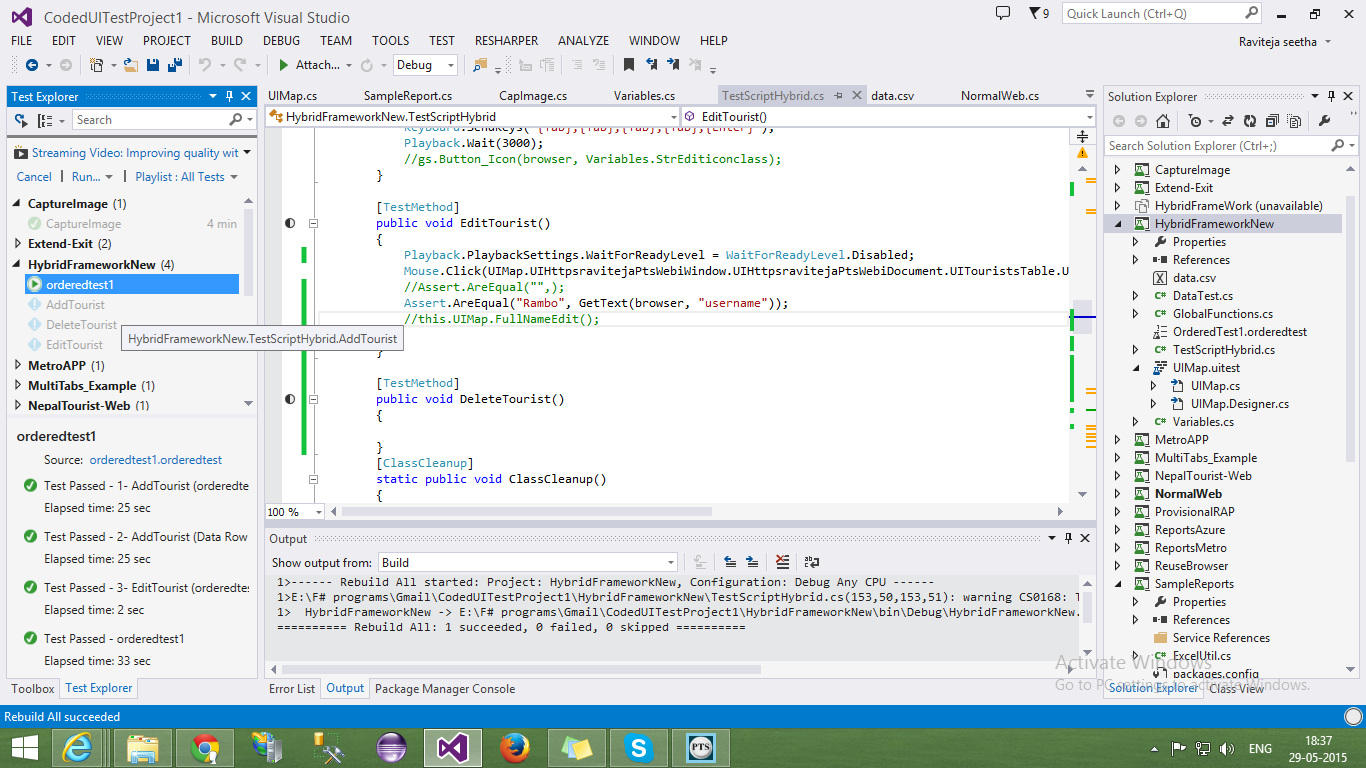 CodedUITestProject1 - Microsoft Visual Studio
9
Quick Launch (Ctrl+Q)
FILE EDIT VIEW PROJECT BUILD DEBUG TEAM TOOLS TEST RESHARPER ANALYZE WINDOW HELP
Raviteja seetha
Attach...
Debug
Test Explorer
Search
Streaming Video: Improving quality wit
Cancel | Run... | Playlist : All Tests
CaptureImage (1)
CaptureImage 4 min
Extend-Exit (2)
HybridFrameworkNew (4)
orderedtest1
AddTourist
DeleteTourist
EditTourist
HybridFrameworkNew.TestScriptHybrid.AddTourist
MetroAPP (1)
MultiTabs_Example (1)
NepalTourist-Web (1)
orderedtest1
Source: orderedtest1.orderedtest
Test Passed - 1- AddTourist (orderedte
Elapsed time: 25 sec
Test Passed - 2- AddTourist (Data Row
Elapsed time: 25 sec
Test Passed - 3- EditTourist (orderedtes
Elapsed time: 2 sec
Test Passed - orderedtest1
Elapsed time: 33 sec
Toolbox Test Explorer
UIMap.cs SampleReport.cs CapImage.cs Variables.cs TestScriptHybrid.cs data.csv NormalWeb.cs
HybridFrameworkNew.TestScriptHybrid
EditTourist()
Keyboard.SendKeys("{Tab},{Tab},{Tab},{Tab},{Enter}");
Playback.Wait(3000);
//gs.Button_Icon(browser, Variables.StrEditiconclass);
}
[TestMethod]
public void EditTourist()
{
Playback.PlaybackSettings.WaitForReadyLevel = WaitForReadyLevel.Disabled;
Mouse.Click(UIMap.UIHttpsravitejaPtsWebiWindow.UIHttpsravitejaPtsWebiDocument.UITouristsTable.U
//Assert.AreEqual("",);
Assert.AreEqual("Rambo", GetText(browser, "username"));
//this.UIMap.FullNameEdit();
}
[TestMethod]
public void DeleteTourist()
{
}
[ClassCleanup]
static public void ClassCleanup()
{
100 %
Output
Show output from: Build
1>------ Rebuild All started: Project: HybridFrameworkNew, Configuration: Debug Any CPU ------
1>E:\F# programs\Gmail\CodedUITestProject1\HybridFrameworkNew\TestScriptHybrid.cs(153,50,153,51): warning CS0168: T
1> HybridFrameworkNew -> E:\F# programs\Gmail\CodedUITestProject1\HybridFrameworkNew\bin\Debug\HybridFrameworkNew.
========== Rebuild All: 1 succeeded, 0 failed, 0 skipped ==========
Error List Output Package Manager Console
Solution Explorer
Search Solution Explorer (Ctrl+;)
CaptureImage
Extend-Exit
HybridFrameWork (unavailable)
HybridFrameworkNew
Properties
References
data.csv
DataTest.cs
GlobalFunctions.cs
OrderedTest1.orderedtest
TestScriptHybrid.cs
UIMap.uitest
UIMap.cs
UIMap.Designer.cs
Variables.cs
MetroAPP
MultiTabs_Example
NepalTourist-Web
NormalWeb
ProvisionalRAP
ReportsAzure
ReportsMetro
ReuseBrowser
SampleReports
Properties
References
Service References
ExcelUtil.cs
packages.config
Solution Explorer Class View
Activate Windows
Go to PC settings to activate Windows.
Rebuild All succeeded
PTS
ENG
18:37
29-05-2015